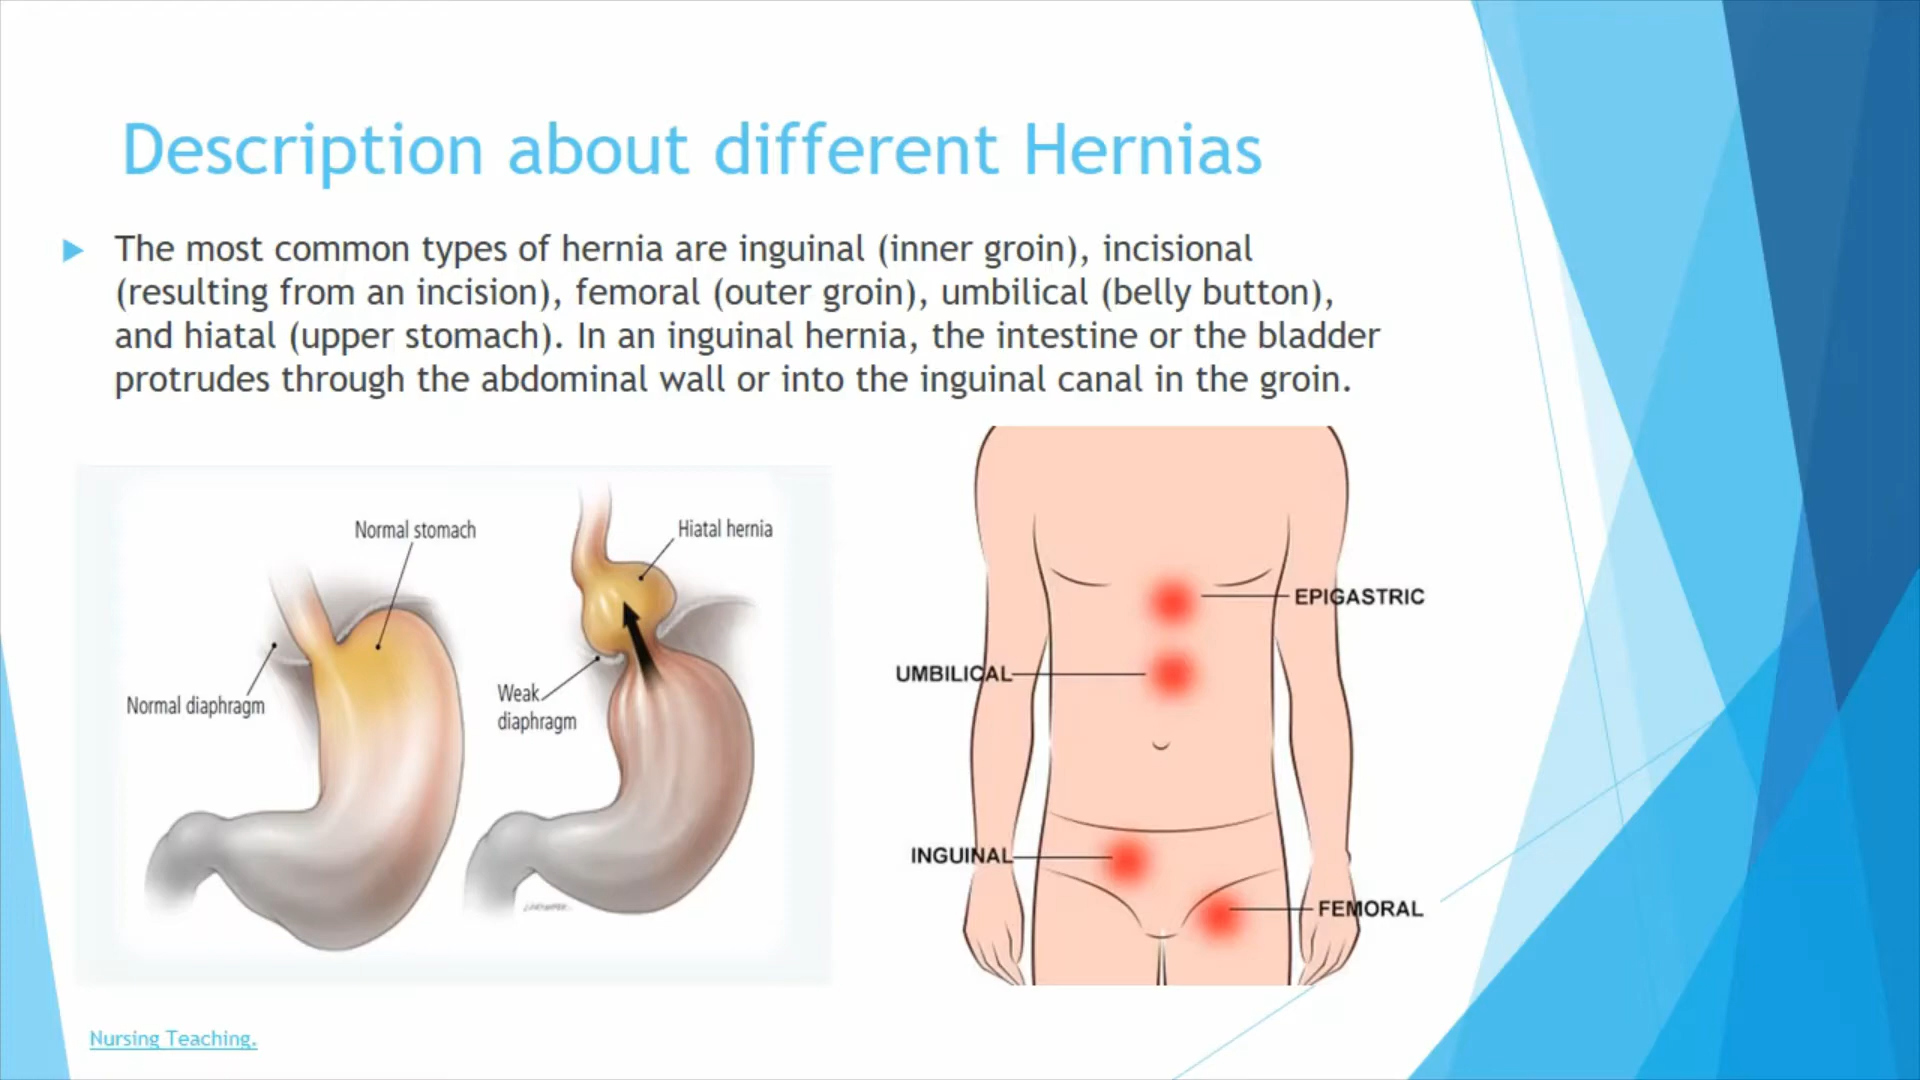 Description about different Hernias
The most common types of hernia are inguinal (inner groin), incisional
(resulting from an incision), femoral (outer groin), umbilical (belly button),
and hiatal (upper stomach). In an inguinal hernia, the intestine or the bladder
protrudes through the abdominal wall or into the inguinal canal in the groin.
Normal stomach
Hiatal hernia
Normal diaphragm
Weak
diaphragm
EPIGASTRIC
UMBILICAL
INGUINAL
FEMORAL
Nursing Teaching.